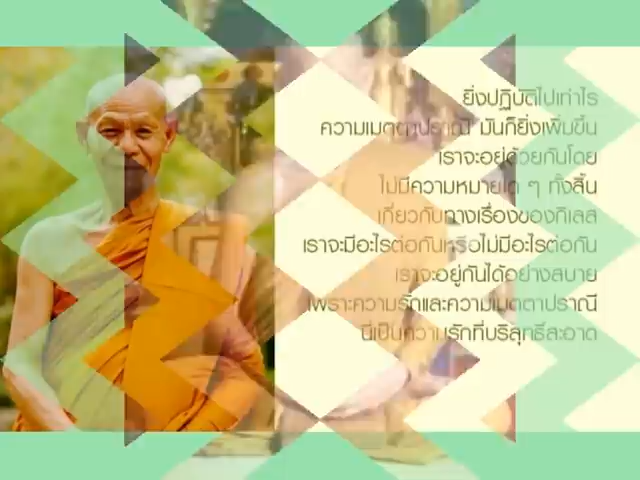 ยิ่งปฏิบัติไปเท่าไร
ความเมตตาปราณี มันก็ยิ่งเพิ่มขึ้น
เราจะอยู่ด้วยกันโดย
ไม่มีความหมายใด ๆ ทั้งสิ้น
เกี่ยวกับทางเรื่องของกิเลส
เราจะมีอะไรต่อกันหรือไม่มีอะไรต่อกัน
เราจะอยู่กันได้อย่างสบาย
เพราะความรักและความเมตตาปราณี
นี่เป็นความรักที่บริสุทธิ์สะอาด